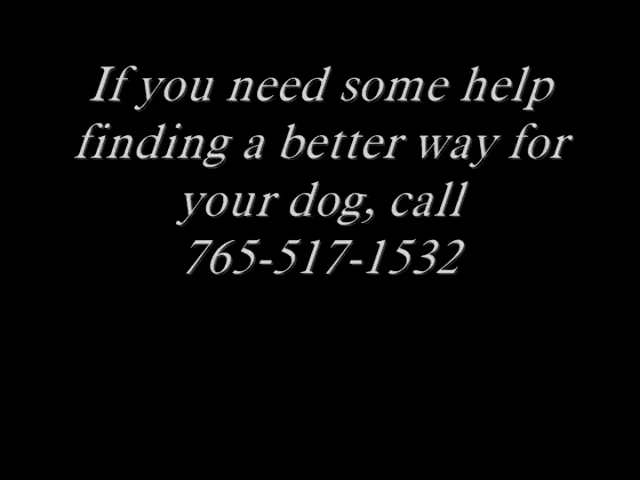 If you need some help
finding a better way for
your dog, call
765-517-1532